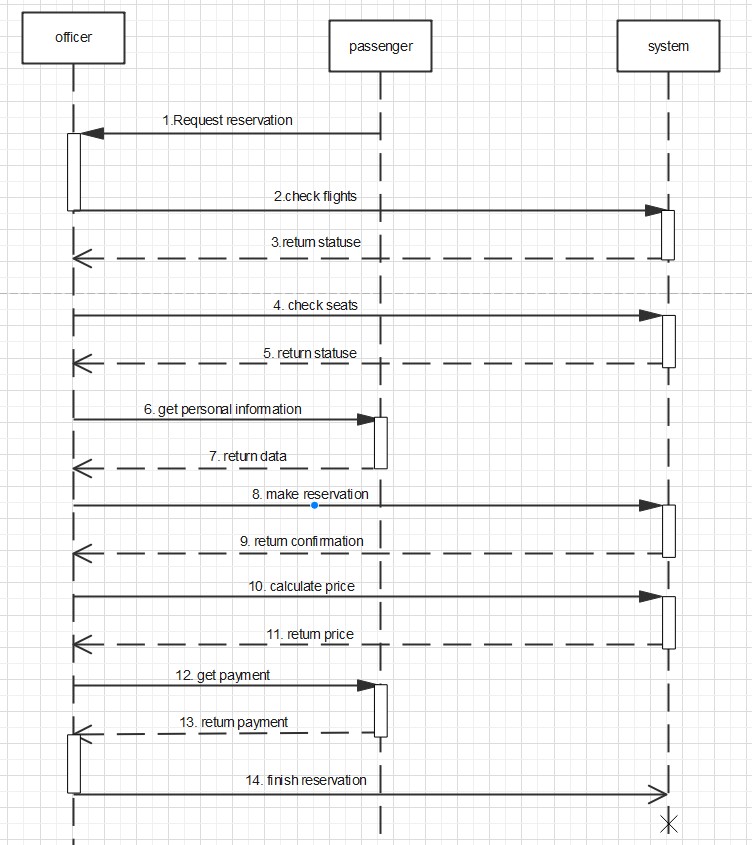 officer
passenger
system
1.Request reservation
2.check flights
3.return statuse
4. check seats
5. return statuse
6. get personal information
7. return data
8. make reservation
9. return confirmation
10. calculate price
11. return price
12. get payment
13. return payment
14. finish reservation